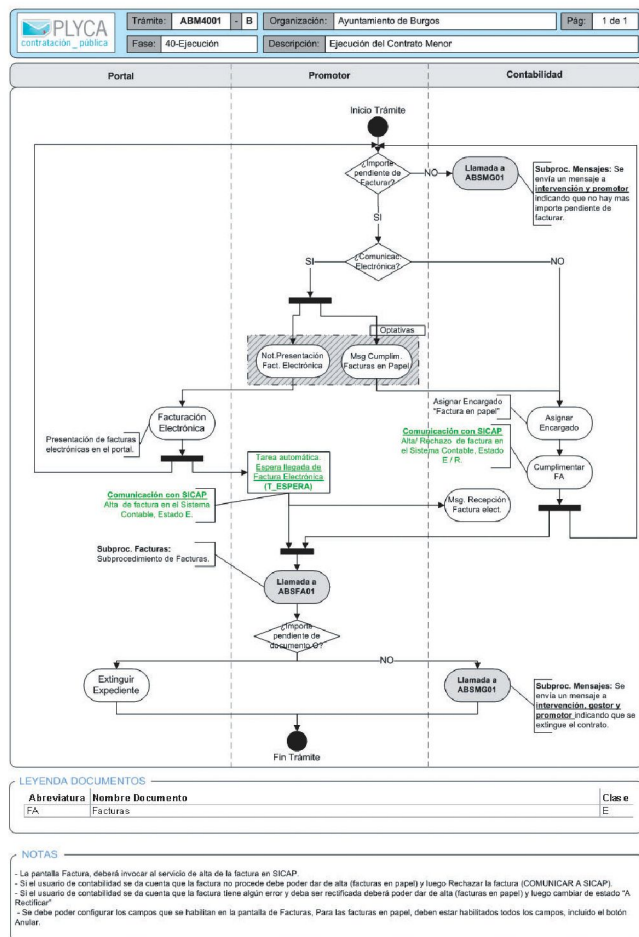 PLYCA
contratación_pública
Trámite: ABM4001 - B Organización: Ayuntamiento de Burgos Pág: 1 de 1
Fase: 40-Ejecución Descripción: Ejecución del Contrato Menor
Portal Promotor Contabilidad
Inicio Trámite
¿Importe
pendiente de
Facturar?
NO
Llamada a
ABSMG01
Subproc. Mensajes: Se
envía un mensaje a
intervención y promotor
indicando que no hay mas
importe pendiente de
facturar.
SI
¿Comunicac.
Electrónica?
SI
NO
Optativas
Not.Presentación
Fact. Electrónica
Msg Cumplim.
Facturas en Papel
Asignar Encargado
"Factura en papel"
Asignar
Encargado
Facturación
Electrónica
Presentación de facturas
electrónicas en el portal.
Comunicación con SICAP
Alta/ Rechazo de factura en
el Sistema Contable, Estado
E / R.
Cumplimentar
FA
Tarea automática
Espera llegada de
Factura Electrónica
(T_ESPERA)
Comunicación con SICAP
Alta de factura en el Sistema
Contable, Estado E.
Msg. Recepción
Factura elect.
Subproc. Facturas:
Subprocedimiento de Facturas.
Llamada a
ABSFA01
¿Importe
pendiente de
documento O?
NO
Extinguir
Expediente
Llamada a
ABSMG01
Subproc. Mensajes: Se
envía un mensaje a
intervención, gestor y
promotor indicando que se
extingue el contrato.
Fin Trámite
LEYENDA DOCUMENTOS
Abreviatura Nombre Documento Clase
FA Facturas E
NOTAS
- La pantalla Factura, deberá invocar al servicio de alta de la factura en SICAP.
- Si el usuario de contabilidad se da cuenta que la factura no procede debe poder dar de alta (facturas en papel) y luego Rechazar la factura (COMUNICAR A SICAP).
- Si el usuario de contabilidad se da cuenta que la factura tiene algún error y deba ser rectificada deberá poder dar de alta (facturas en papel) y luego cambiar de estado "A
Rectificar"
- Se debe poder configurar los campos que se habilitan en la pantalla de Facturas, Para las facturas en papel, deben estar habilitados todos los campos, incluido el botón
Anular.